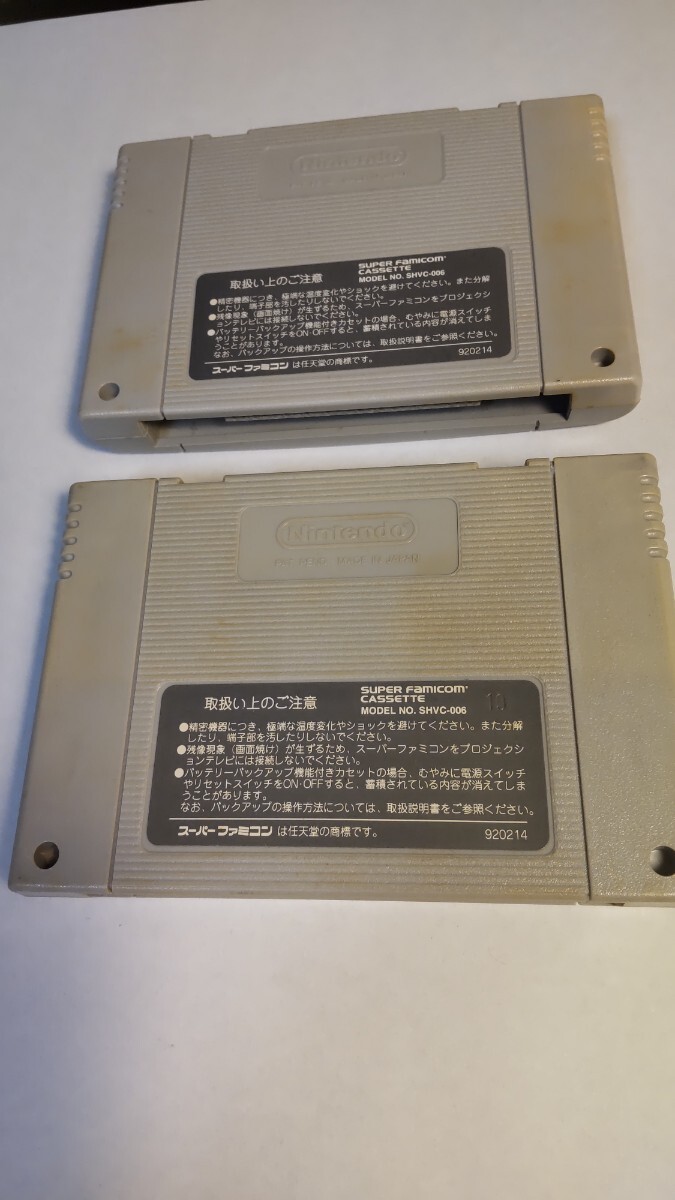 Nintendo
取扱い上のご注意
SUPER Famicom
CASSETTE
MODEL NO. SHVC-006
●精密機器につき、極端な温度変化やショックを避けてください。また分解
したり、端子部を汚したりしないでください。
●残像現象（画面焼け）が生ずるため、スーパーファミコンをプロジェクシ
ョンテレビには接続しないでください。
●バッテリーバックアップ機能付きカセットの場合、むやみに電源スイッチ
やリセットスイッチをON・OFFすると、蓄積されている内容が消えてしま
うことがあります。
なお、バックアップの操作方法については、取扱説明書をご参照ください。
スーパーファミコン は任天堂の商標です。 920214
Nintendo
MADE IN JAPAN
取扱い上のご注意
SUPER Famicom
CASSETTE
MODEL NO. SHVC-006 10
●精密機器につき、極端な温度変化やショックを避けてください。また分解
したり、端子部を汚したりしないでください。
●残像現象（画面焼け）が生ずるため、スーパーファミコンをプロジェクシ
ョンテレビには接続しないでください。
●バッテリーバックアップ機能付きカセットの場合、むやみに電源スイッチ
やリセットスイッチをON・OFFすると、蓄積されている内容が消えてしま
うことがあります。
なお、バックアップの操作方法については、取扱説明書をご参照ください。
スーパーファミコン は任天堂の商標です。 920214